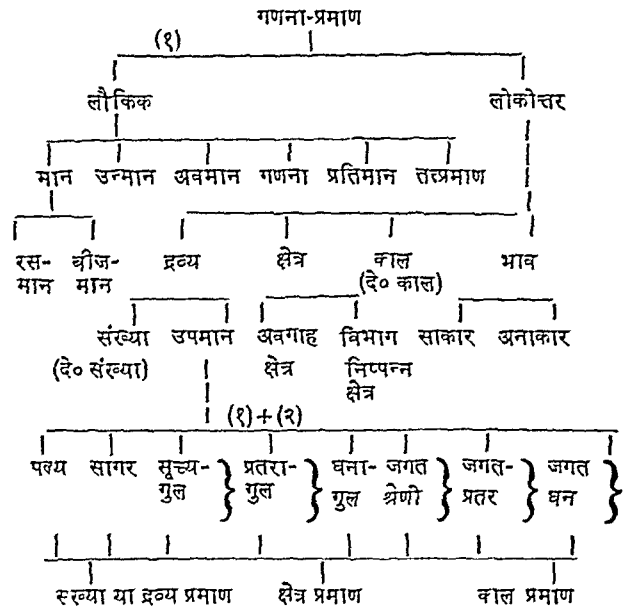 गणना-प्रमाण
(१)
लौकिक लोकोत्तर
मान उन्मान अवमान गणना प्रतिमान तत्प्रमाण
रस- बीज- द्रव्य क्षेत्र काल भाव
मान मान (दे० काल)
संख्या उपमान अवगाह विभाग साकार अनाकार
(दे० संख्या) क्षेत्र निष्पन्न
क्षेत्र
(१)+(२)
पल्य सागर सूच्य- प्रतरा- घना- जगत जगत- जगत
गुल गुल गुल श्रेणी प्रतर घन
संख्या या द्रव्य प्रमाण क्षेत्र प्रमाण काल प्रमाण